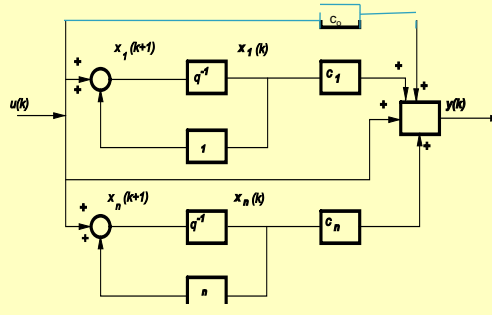 C₀
x₁(k+1) x₁(k)
+ q⁻¹ c₁ + +
+
u(k) + y(k)
1 +
xₙ(k+1) xₙ(k)
+ q⁻¹ cₙ
+
n